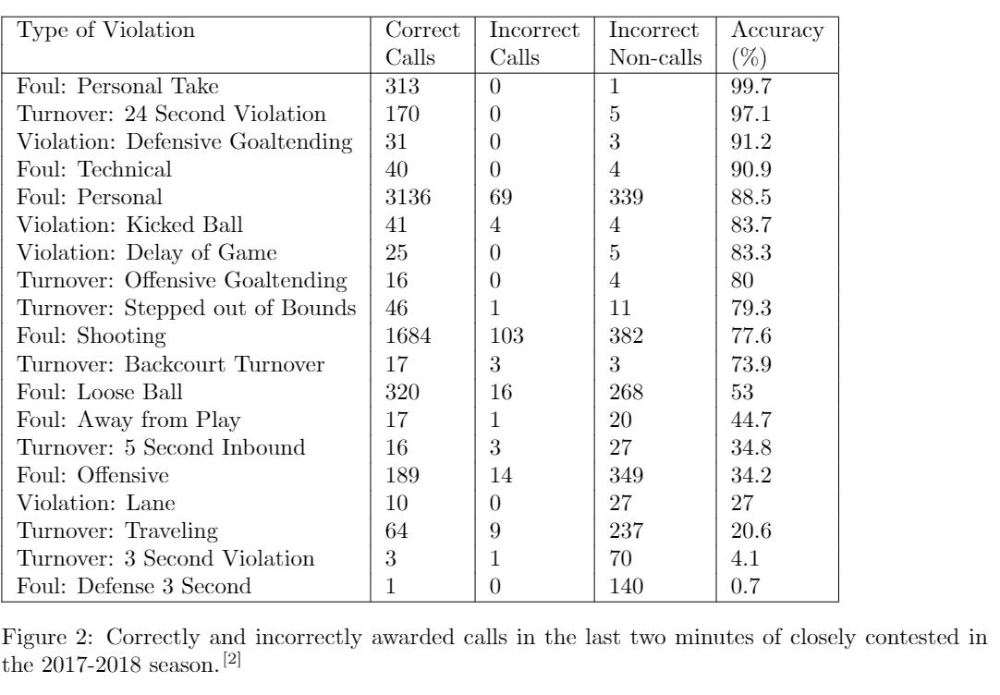 Type of Violation Correct Incorrect Incorrect Accuracy
Calls Calls Non-calls (%)
Foul: Personal Take 313 0 1 99.7
Turnover: 24 Second Violation 170 0 5 97.1
Violation: Defensive Goaltending 31 0 3 91.2
Foul: Technical 40 0 4 90.9
Foul: Personal 3136 69 339 88.5
Violation: Kicked Ball 41 4 4 83.7
Violation: Delay of Game 25 0 5 83.3
Turnover: Offensive Goaltending 16 0 4 80
Turnover: Stepped out of Bounds 46 1 11 79.3
Foul: Shooting 1684 103 382 77.6
Turnover: Backcourt Turnover 17 3 3 73.9
Foul: Loose Ball 320 16 268 53
Foul: Away from Play 17 1 20 44.7
Turnover: 5 Second Inbound 16 3 27 34.8
Foul: Offensive 189 14 349 34.2
Violation: Lane 10 0 27 27
Turnover: Traveling 64 9 237 20.6
Turnover: 3 Second Violation 3 1 70 4.1
Foul: Defense 3 Second 1 0 140 0.7
Figure 2: Correctly and incorrectly awarded calls in the last two minutes of closely contested in
the 2017-2018 season.[2]